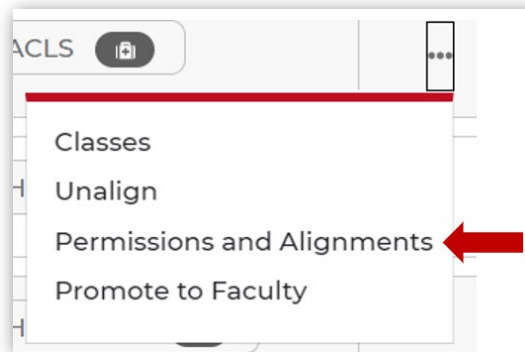 ACLS
Classes
Unalign
Permissions and Alignments
Promote to Faculty